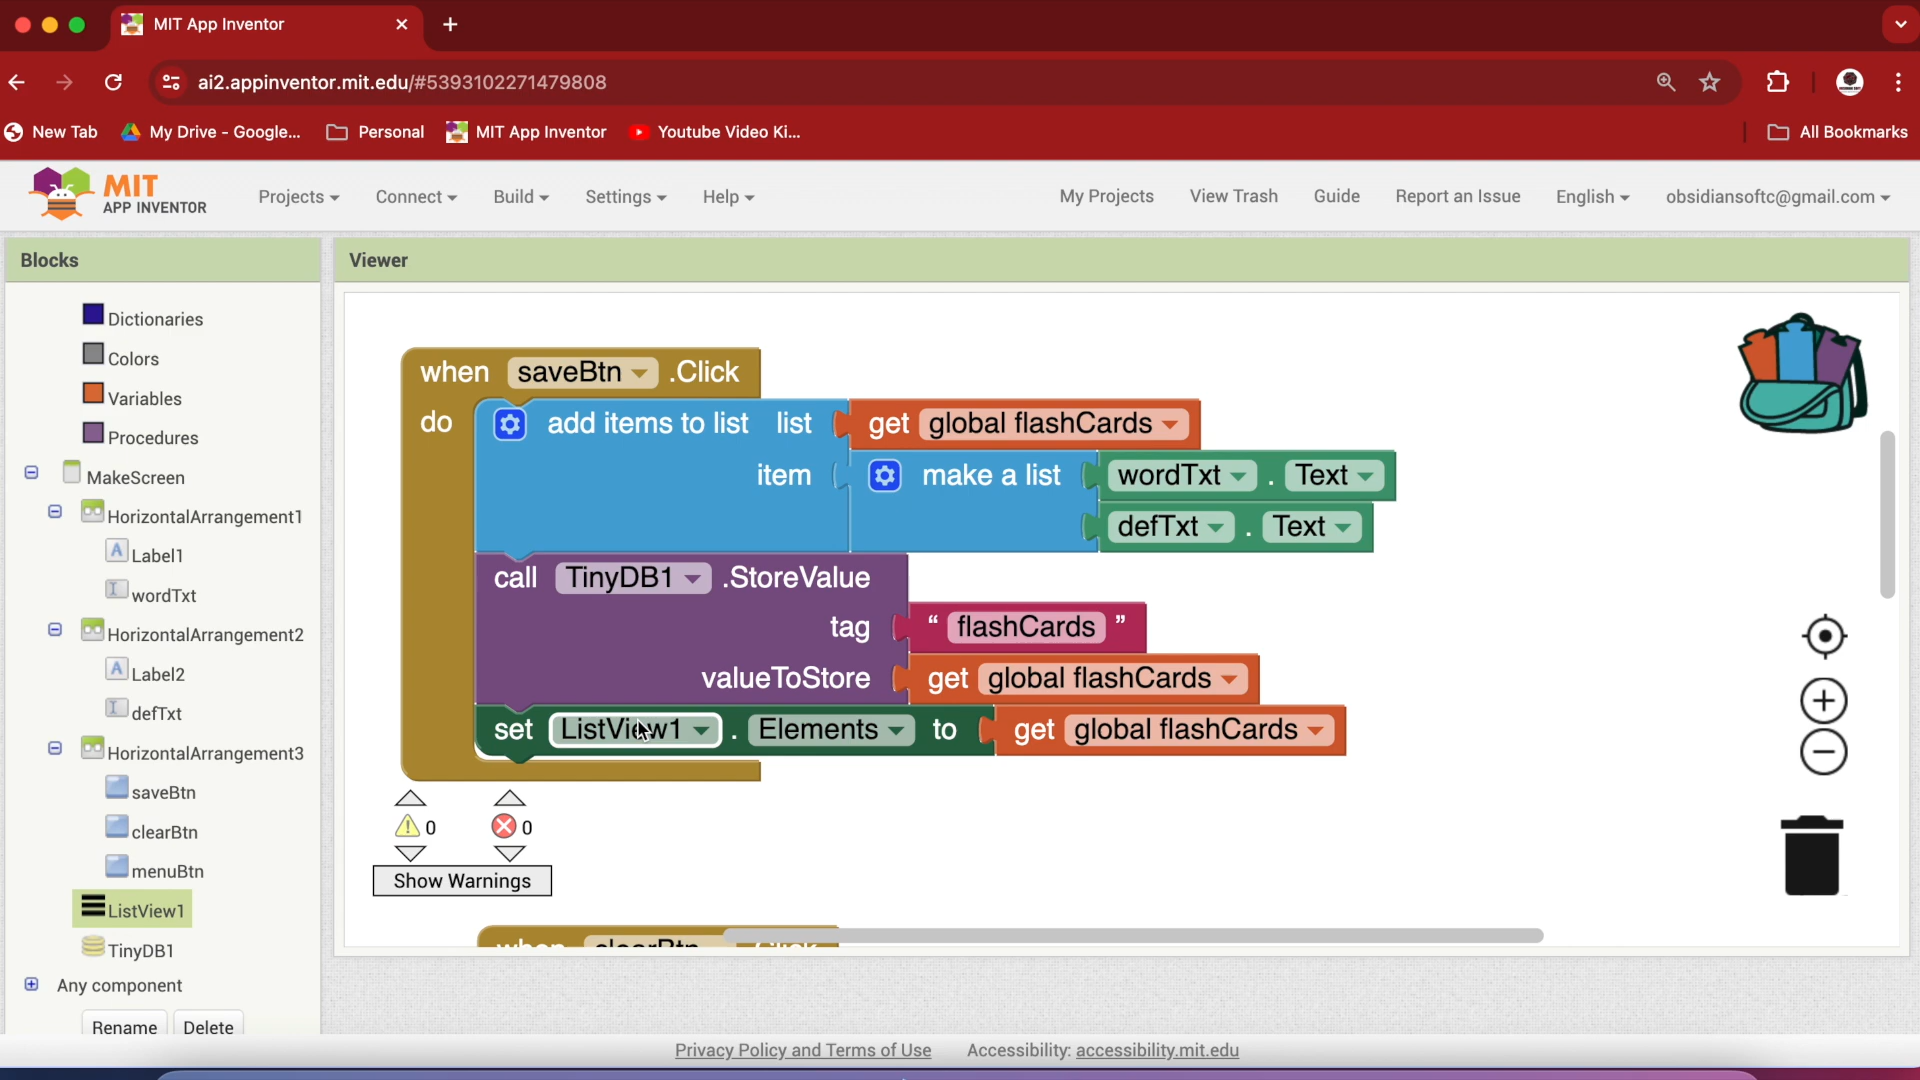 MIT App Inventor
ai2.appinventor.mit.edu/#5393102271479808
New Tab My Drive - Google... Personal MIT App Inventor Youtube Video Ki... All Bookmarks
MIT
APP INVENTOR
Projects Connect Build Settings Help My Projects View Trash Guide Report an Issue English obsidiansoftc@gmail.com
Blocks
Dictionaries
Colors
Variables
Procedures
MakeScreen
HorizontalArrangement1
Label1
wordTxt
HorizontalArrangement2
Label2
defTxt
HorizontalArrangement3
saveBtn
clearBtn
menuBtn
ListView1
TinyDB1
Any component
Rename Delete
Viewer
when saveBtn .Click
do add items to list list get global flashCards
item make a list wordTxt . Text
defTxt . Text
call TinyDB1 .StoreValue
tag “ flashCards ”
valueToStore get global flashCards
set ListView1 . Elements to get global flashCards
0 0
Show Warnings
when clearBtn .Click
Privacy Policy and Terms of Use Accessibility: accessibility.mit.edu